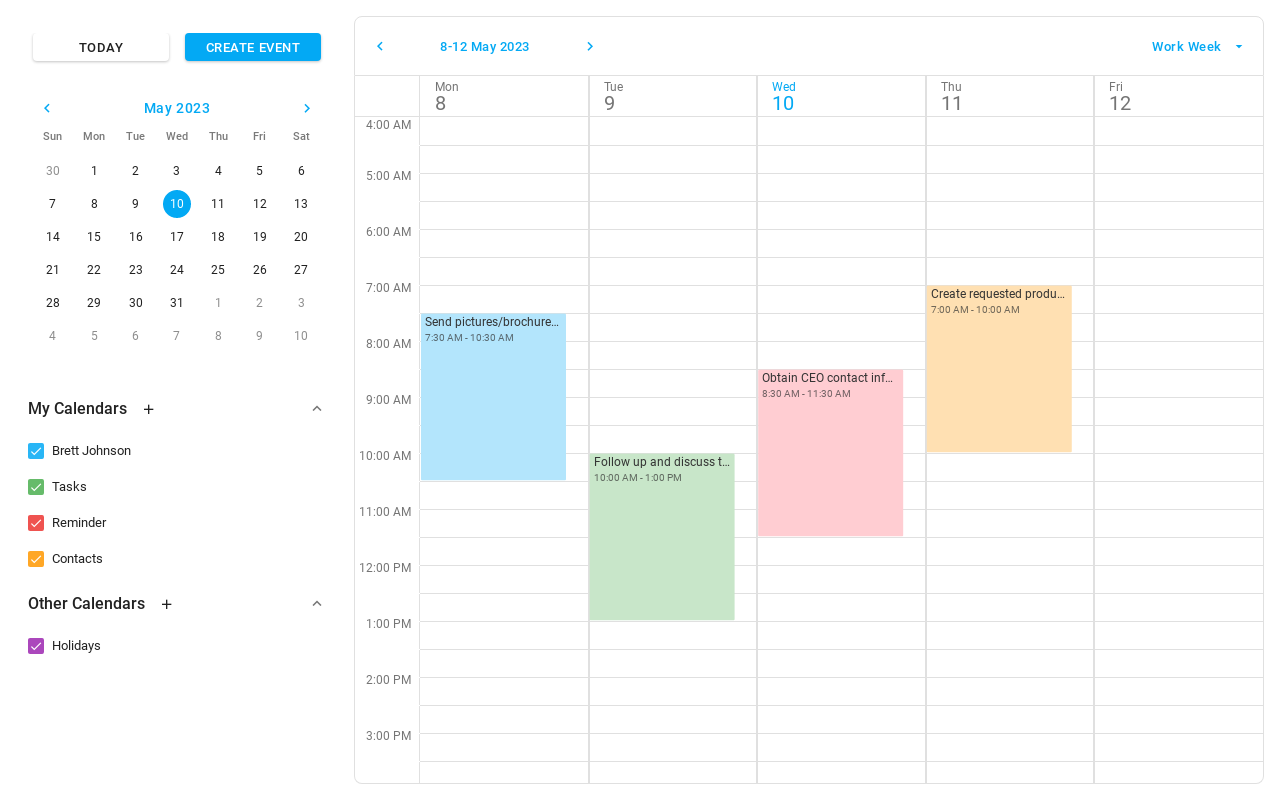 TODAY
CREATE EVENT
May 2023
Sun Mon Tue Wed Thu Fri Sat
30 1 2 3 4 5 6
7 8 9 10 11 12 13
14 15 16 17 18 19 20
21 22 23 24 25 26 27
28 29 30 31 1 2 3
4 5 6 7 8 9 10
My Calendars
Brett Johnson
Tasks
Reminder
Contacts
Other Calendars
Holidays
8-12 May 2023
Work Week
Mon
8
Tue
9
Wed
10
Thu
11
Fri
12
4:00 AM
5:00 AM
6:00 AM
7:00 AM
8:00 AM
9:00 AM
10:00 AM
11:00 AM
12:00 PM
1:00 PM
2:00 PM
3:00 PM
Send pictures/brochure...
7:30 AM - 10:30 AM
Follow up and discuss t...
10:00 AM - 1:00 PM
Obtain CEO contact inf...
8:30 AM - 11:30 AM
Create requested produ...
7:00 AM - 10:00 AM